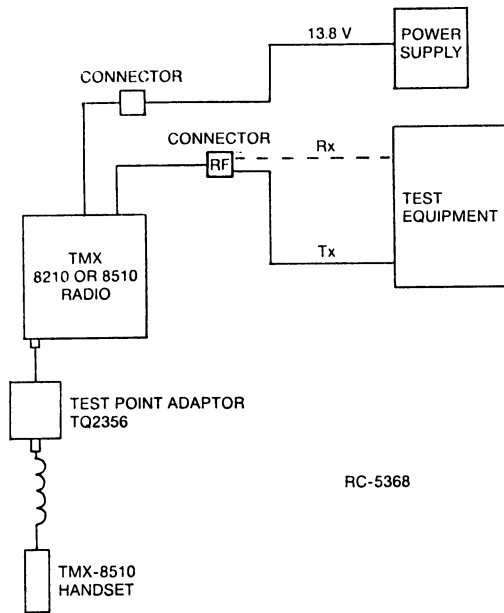 13.8 V
POWER
SUPPLY
CONNECTOR
CONNECTOR
RF
Rx
Tx
TEST
EQUIPMENT
TMX
8210 OR 8510
RADIO
TEST POINT ADAPTOR
TQ2356
RC-5368
TMX-8510
HANDSET